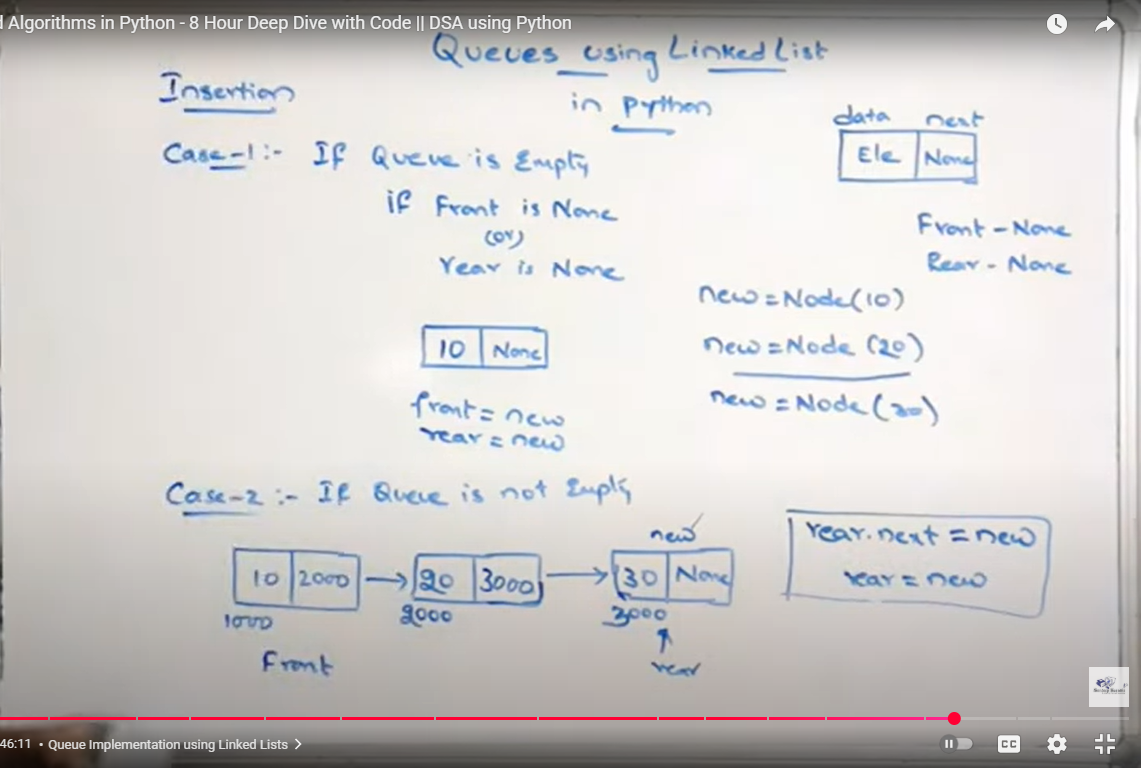 d Algorithms in Python - 8 Hour Deep Dive with Code || DSA using Python
Queues using Linked List
in python
Insertion
data next
Ele None
Case-1:- If Queue is Empty
if Front is None
(or)
rear is None
Front - None
Rear - None
new = Node(10)
new = Node (20)
new = Node (30)
10 None
front = new
rear = new
Case-2 :- If Queue is not Empty
new
10 2000 → 20 3000 → 30 None
1000 2000 3000
Front
rear
rear.next = new
rear = new
46:11 • Queue Implementation using Linked Lists >
CC